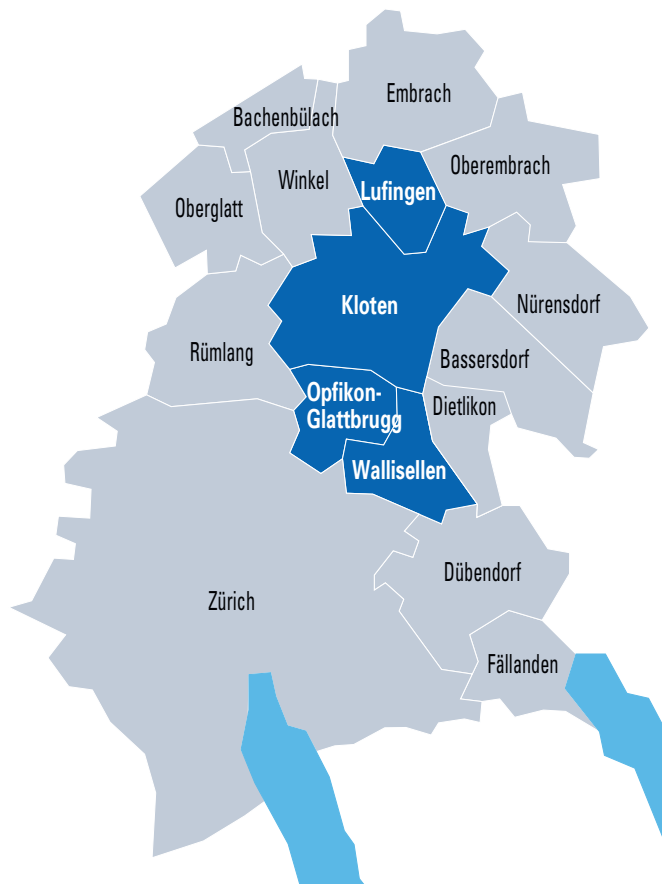 Embrach
Bachenbülach
Oberembrach
Winkel
Lufingen
Oberglatt
Kloten
Nürensdorf
Rümlang
Bassersdorf
Opfikon-
Glattbrugg
Dietlikon
Wallisellen
Dübendorf
Zürich
Fällanden